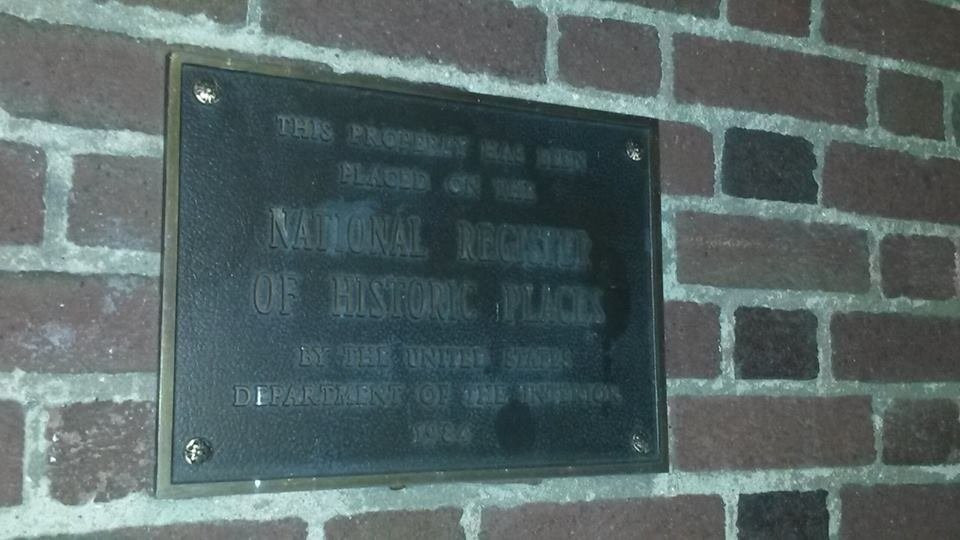 THIS PROPERTY HAS BEEN
PLACED ON THE
NATIONAL REGISTER
OF HISTORIC PLACES
BY THE UNITED STATES
DEPARTMENT OF THE INTERIOR